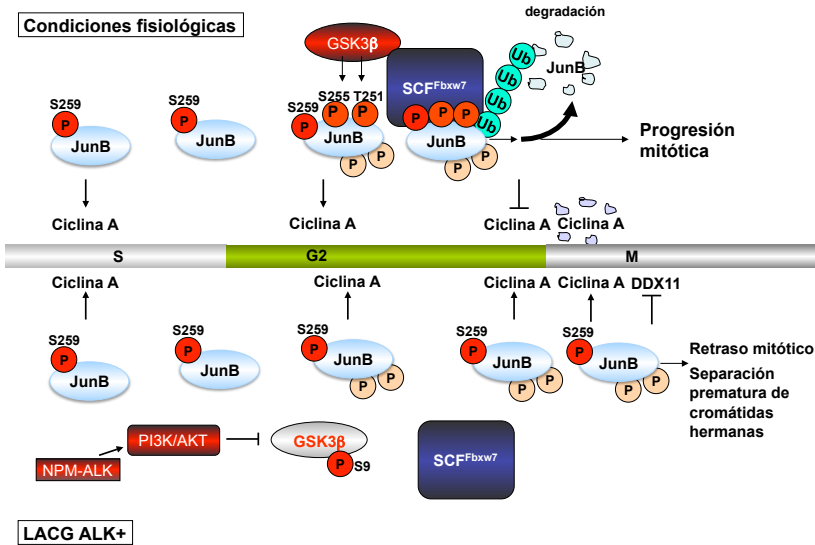 Condiciones fisiológicas
degradación
GSK3β
SCFFbxw7
Ub
Ub
Ub
Ub
JunB
S259
P
JunB
S259
P
JunB
S259
S255 T251
P
P
P
JunB
P
P
P
P
P
JunB
P
P
Progresión
mitótica
Ciclina A
Ciclina A
Ciclina A
Ciclina A
S
G2
M
Ciclina A
Ciclina A
Ciclina A
Ciclina A
DDX11
S259
P
JunB
S259
P
JunB
S259
P
JunB
P
P
S259
P
JunB
P
P
S259
P
JunB
P
P
Retraso mitótico
Separación
prematura de
cromátidas
hermanas
NPM-ALK
PI3K/AKT
GSK3β
P
S9
SCFFbxw7
LACG ALK+